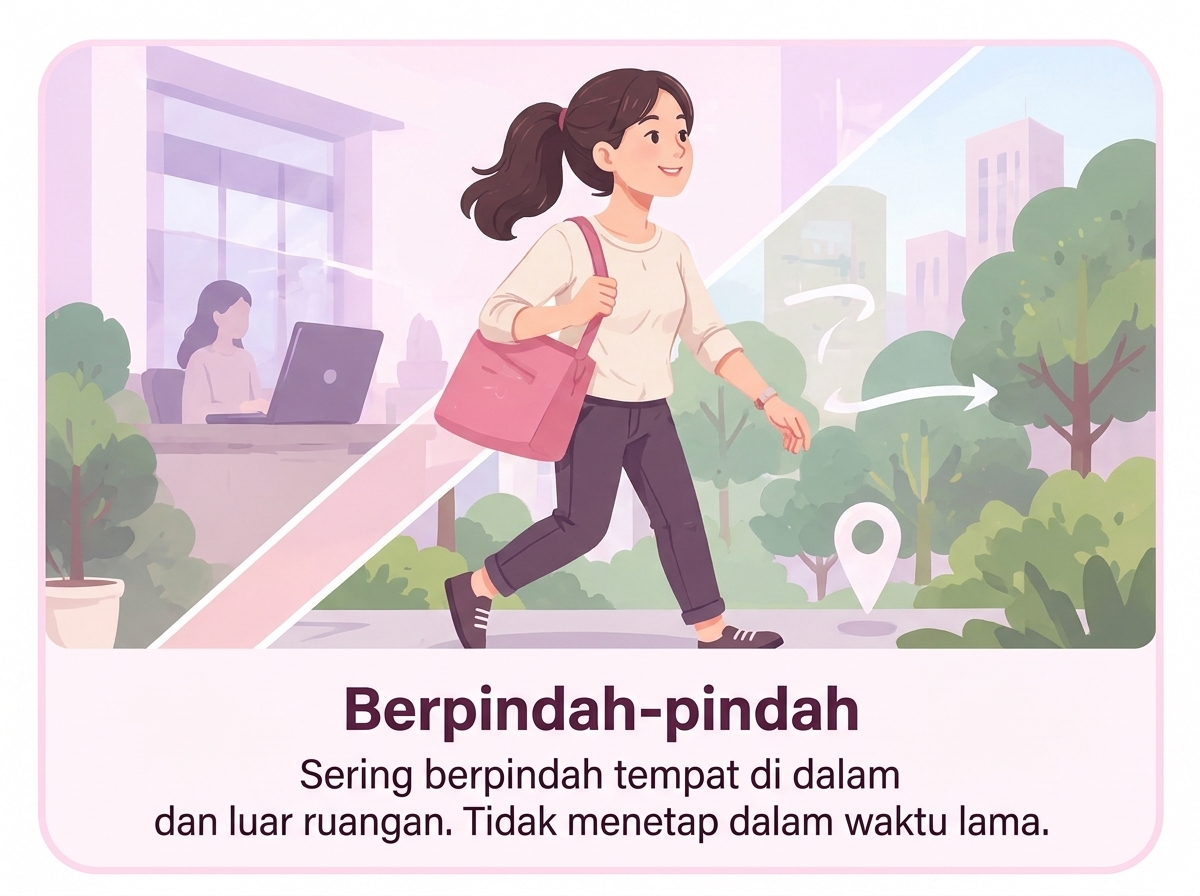 Berpindah-pindah
Sering berpindah tempat di dalam
dan luar ruangan. Tidak menetap dalam waktu lama.